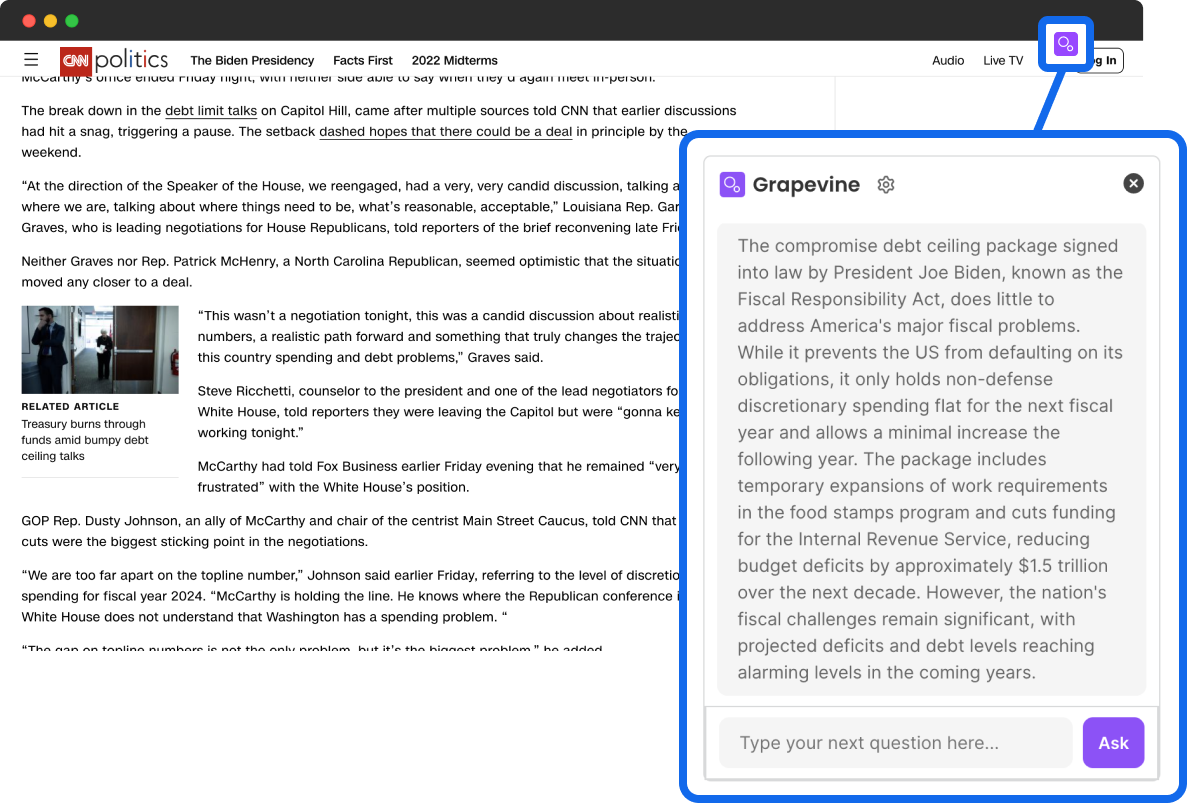 CNN politics
The Biden Presidency
Facts First
2022 Midterms
Audio
Live TV
In
McCarthy's office ended Friday night, with neither side able to say when they'd again meet in-person.
The break down in the debt limit talks on Capitol Hill, came after multiple sources told CNN that earlier discussions
had hit a snag, triggering a pause. The setback dashed hopes that there could be a deal in principle by the
weekend.
“At the direction of the Speaker of the House, we reengaged, had a very, very candid discussion, talking a
where we are, talking about where things need to be, what’s reasonable, acceptable,” Louisiana Rep. Gar
Graves, who is leading negotiations for House Republicans, told reporters of the brief reconvening late Fri
Neither Graves nor Rep. Patrick McHenry, a North Carolina Republican, seemed optimistic that the situatio
moved any closer to a deal.
“This wasn’t a negotiation tonight, this was a candid discussion about realisti
numbers, a realistic path forward and something that truly changes the trajec
this country spending and debt problems,” Graves said.
RELATED ARTICLE
Treasury burns through
funds amid bumpy debt
ceiling talks
Steve Ricchetti, counselor to the president and one of the lead negotiators fo
White House, told reporters they were leaving the Capitol but were “gonna ke
working tonight.”
McCarthy had told Fox Business earlier Friday evening that he remained “very
frustrated” with the White House’s position.
GOP Rep. Dusty Johnson, an ally of McCarthy and chair of the centrist Main Street Caucus, told CNN that
cuts were the biggest sticking point in the negotiations.
“We are too far apart on the topline number,” Johnson said earlier Friday, referring to the level of discretio
spending for fiscal year 2024. “McCarthy is holding the line. He knows where the Republican conference i
White House does not understand that Washington has a spending problem. “
“The gap on topline numbers is not the only problem, but it’s the biggest problem,” he added.
Grapevine
The compromise debt ceiling package signed
into law by President Joe Biden, known as the
Fiscal Responsibility Act, does little to
address America's major fiscal problems.
While it prevents the US from defaulting on its
obligations, it only holds non-defense
discretionary spending flat for the next fiscal
year and allows a minimal increase the
following year. The package includes
temporary expansions of work requirements
in the food stamps program and cuts funding
for the Internal Revenue Service, reducing
budget deficits by approximately $1.5 trillion
over the next decade. However, the nation's
fiscal challenges remain significant, with
projected deficits and debt levels reaching
alarming levels in the coming years.
Type your next question here...
Ask